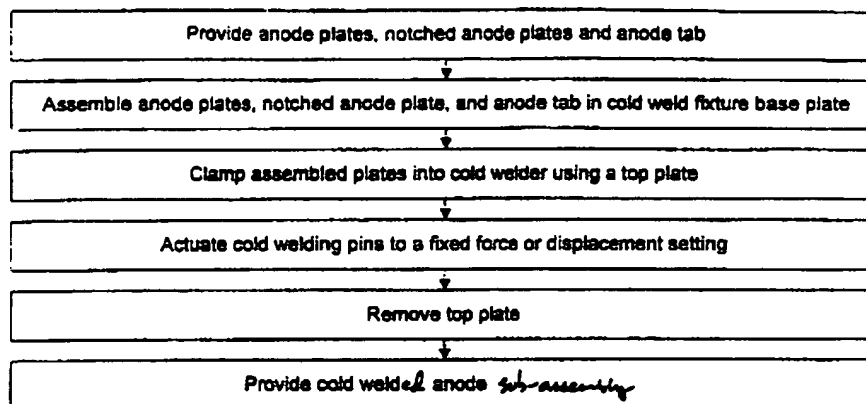 Provide anode plates, notched anode plates and anode tab
Assemble anode plates, notched anode plate, and anode tab in cold weld fixture base plate
Clamp assembled plates into cold welder using a top plate
Actuate cold welding pins to a fixed force or displacement setting
Remove top plate
Provide cold welded anode sub-assembly